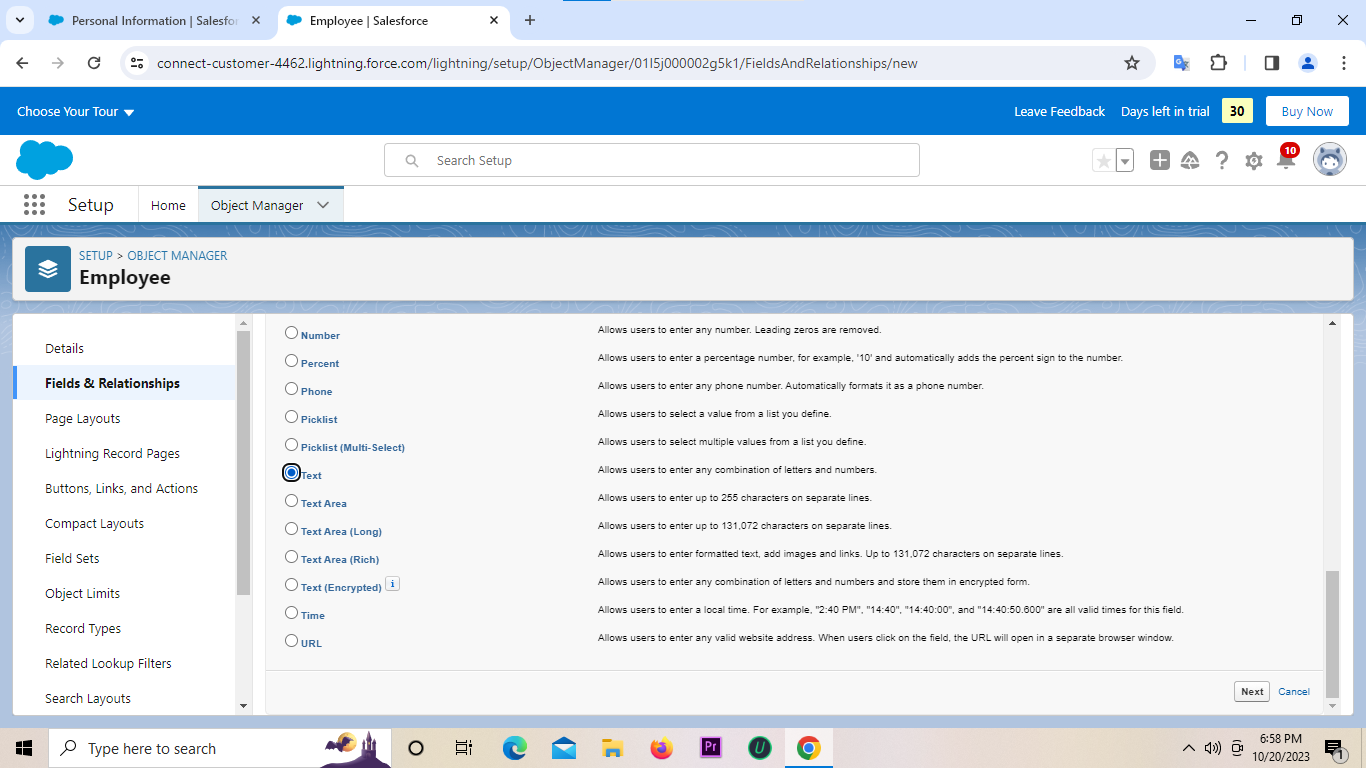 Personal Information | Salesfor
Employee | Salesforce
connect-customer-4462.lightning.force.com/lightning/setup/ObjectManager/01I5j000002g5k1/FieldsAndRelationships/new
Choose Your Tour
Leave Feedback
Days left in trial
30
Buy Now
Search Setup
10
Setup
Home
Object Manager
SETUP > OBJECT MANAGER
Employee
Details
Fields & Relationships
Page Layouts
Lightning Record Pages
Buttons, Links, and Actions
Compact Layouts
Field Sets
Object Limits
Record Types
Related Lookup Filters
Search Layouts
Number Allows users to enter any number. Leading zeros are removed.
Percent Allows users to enter a percentage number, for example, '10' and automatically adds the percent sign to the number.
Phone Allows users to enter any phone number. Automatically formats it as a phone number.
Picklist Allows users to select a value from a list you define.
Picklist (Multi-Select) Allows users to select multiple values from a list you define.
Text Allows users to enter any combination of letters and numbers.
Text Area Allows users to enter up to 255 characters on separate lines.
Text Area (Long) Allows users to enter up to 131,072 characters on separate lines.
Text Area (Rich) Allows users to enter formatted text, add images and links. Up to 131,072 characters on separate lines.
Text (Encrypted) i Allows users to enter any combination of letters and numbers and store them in encrypted form.
Time Allows users to enter a local time. For example, "2:40 PM", "14:40", "14:40:00", and "14:40:50.600" are all valid times for this field.
URL Allows users to enter any valid website address. When users click on the field, the URL will open in a separate browser window.
Next
Cancel
Type here to search
Pr
U
6:58 PM
10/20/2023
1